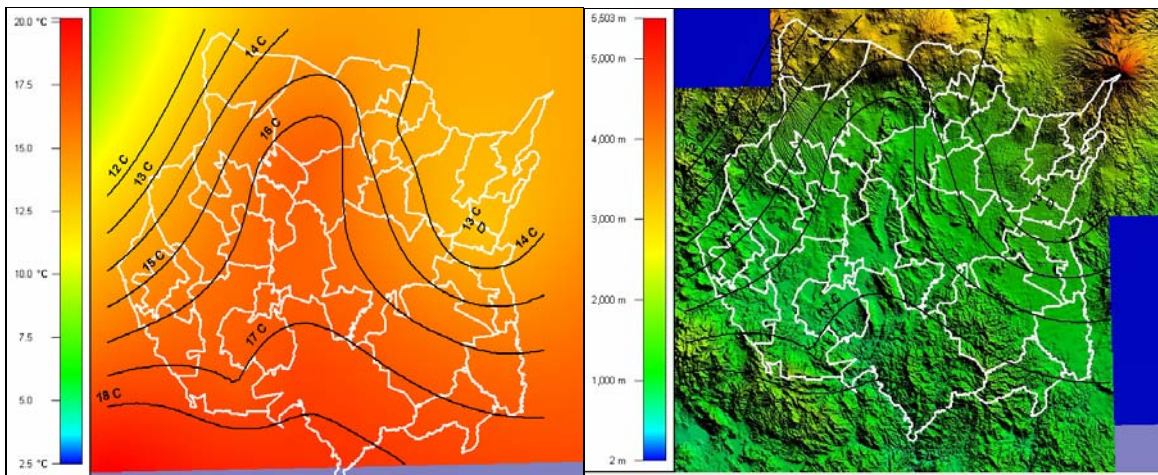 20.0 °C
17.5
15.0
12.5
10.0 °C
7.5
5.0
2.5 °C
12 C
13 C
14 C
15 C
16 C
13 C
14 C
17 C
18 C
5,503 m
5,000 m
4,000 m
3,000 m
2,000 m
1,000 m
2 m